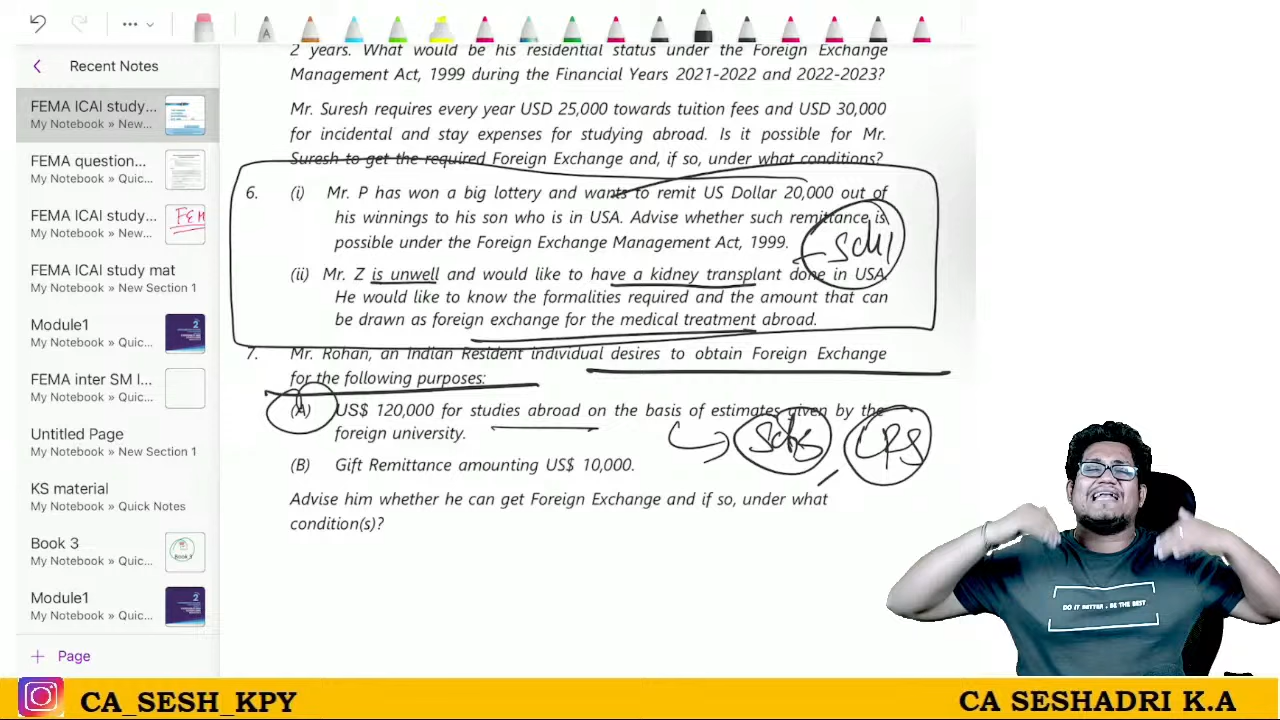 A
Recent Notes
FEMA ICAI study...
My Notebook » New...
FEMA question...
My Notebook » Quic...
FEMA ICAI study...
My Notebook » New...
FEM
FEMA ICAI study mat
My Notebook » New Section 1
Module1
My Notebook » Quic...
2
FEMA inter SM I...
My Notebook » Quic...
Untitled Page
My Notebook » New Section 1
KS material
My Notebook » Quick Notes
Book 3
My Notebook » Quic...
Book 3
Module1
My Notebook » Quic...
2
+ Page
2 years. What would be his residential status under the Foreign Exchange
Management Act, 1999 during the Financial Years 2021-2022 and 2022-2023?
Mr. Suresh requires every year USD 25,000 towards tuition fees and USD 30,000
for incidental and stay expenses for studying abroad. Is it possible for Mr.
Suresh to get the required Foreign Exchange and, if so, under what conditions?
6. (i) Mr. P has won a big lottery and wants to remit US Dollar 20,000 out of
his winnings to his son who is in USA. Advise whether such remittance is
possible under the Foreign Exchange Management Act, 1999.
Sch1
(ii) Mr. Z is unwell and would like to have a kidney transplant done in USA.
He would like to know the formalities required and the amount that can
be drawn as foreign exchange for the medical treatment abroad.
7. Mr. Rohan, an Indian Resident individual desires to obtain Foreign Exchange
for the following purposes:
(A) US$ 120,000 for studies abroad on the basis of estimates given by the
foreign university.
(B) Gift Remittance amounting US$ 10,000.
Advise him whether he can get Foreign Exchange and if so, under what
condition(s)?
DO IT BETTER , BE THE BEST
CA_SESH_KPY
CA SESHADRI K.A